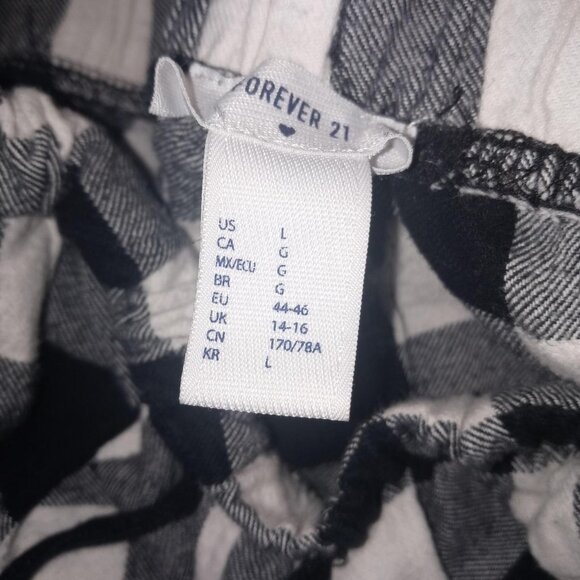 FOREVER 21
US L
CA G
MX/ECU G
BR G
EU 44-46
UK 14-16
CN 170/78A
KR L